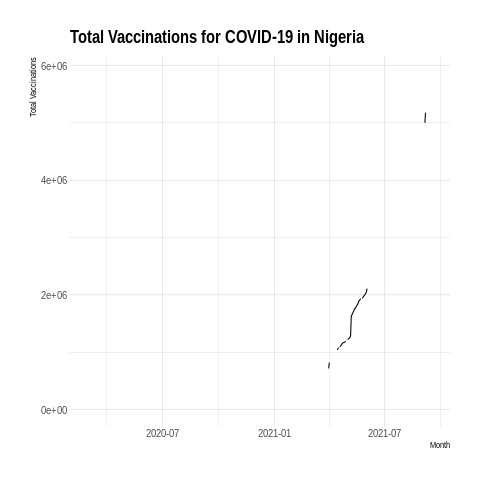 Total Vaccinations for COVID-19 in Nigeria
Total Vaccinations
6e+06
4e+06
2e+06
0e+00
2020-07
2021-01
2021-07
Month